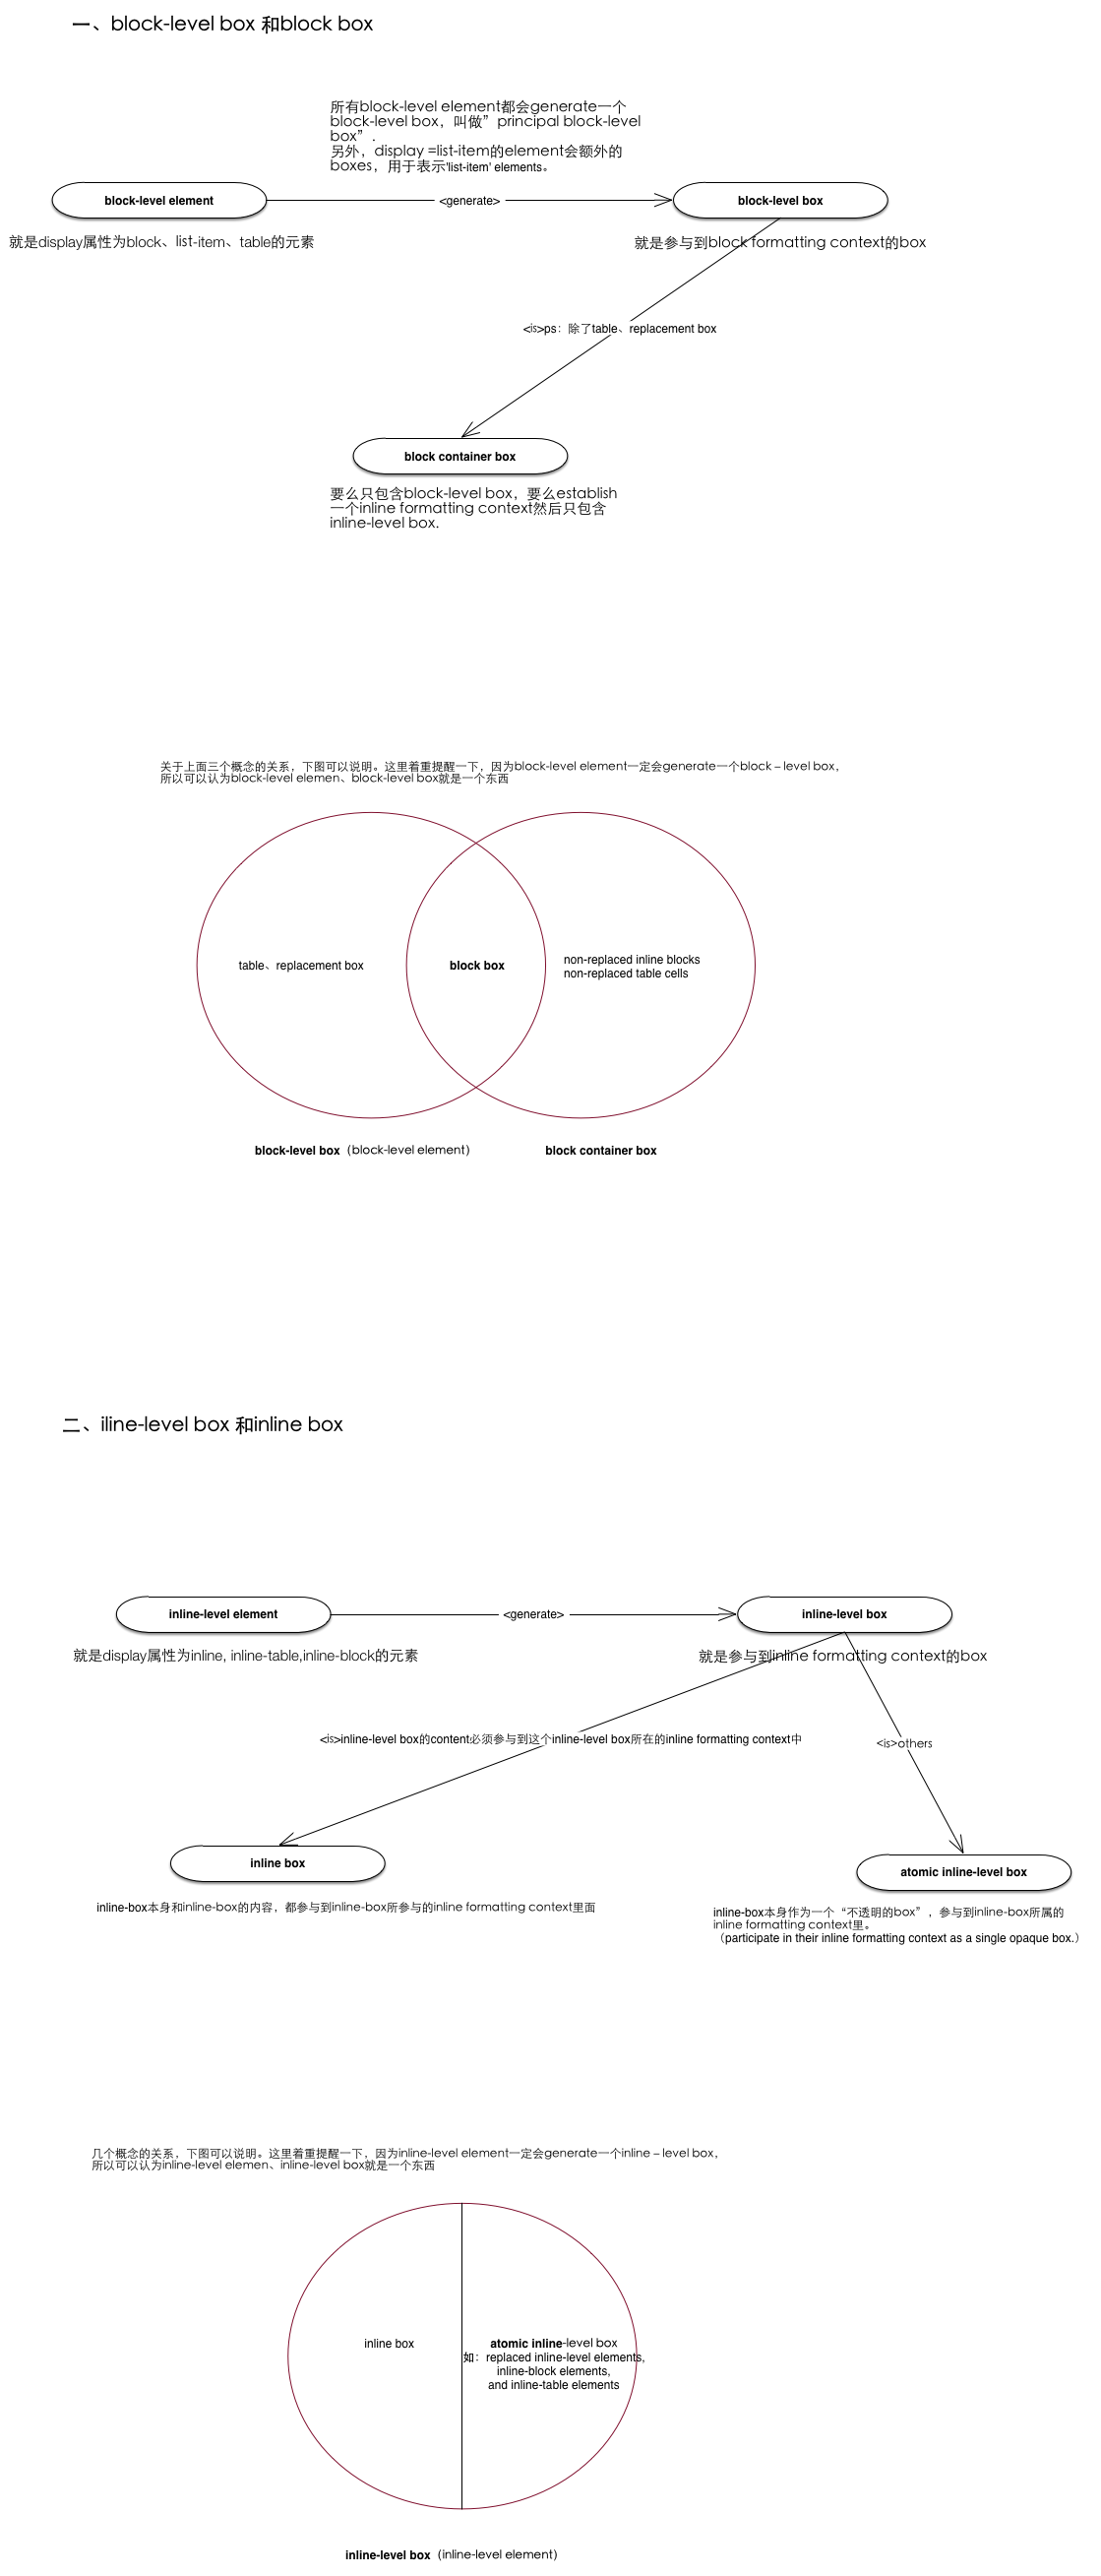 一、block-level box 和block box
所有block-level element都会generate一个
block-level box，叫做”principal block-level
box”.
另外，display =list-item的element会额外的
boxes，用于表示'list-item' elements。
block-level element
<generate>
block-level box
就是display属性为block、list-item、table的元素
就是参与到block formatting context的box
<is>ps：除了table、replacement box
block container box
要么只包含block-level box，要么establish
一个inline formatting context然后只包含
inline-level box.
关于上面三个概念的关系，下图可以说明。这里着重提醒一下，因为block-level element一定会generate一个block – level box，
所以可以认为block-level elemen、block-level box就是一个东西
table、replacement box
block box
non-replaced inline blocks
non-replaced table cells
block-level box（block-level element）
block container box
二、iline-level box 和inline box
inline-level element
<generate>
inline-level box
就是display属性为inline, inline-table,inline-block的元素
就是参与到inline formatting context的box
<is>inline-level box的content必须参与到这个inline-level box所在的inline formatting context中
<is>others
inline box
atomic inline-level box
inline-box本身和inline-box的内容，都参与到inline-box所参与的inline formatting context里面
inline-box本身作为一个“不透明的box”，参与到inline-box所属的
inline formatting context里。
（participate in their inline formatting context as a single opaque box.）
几个概念的关系，下图可以说明。这里着重提醒一下，因为inline-level element一定会generate一个inline – level box，
所以可以认为inline-level elemen、inline-level box就是一个东西
inline box
atomic inline-level box
如：replaced inline-level elements,
inline-block elements,
and inline-table elements
inline-level box（inline-level element）